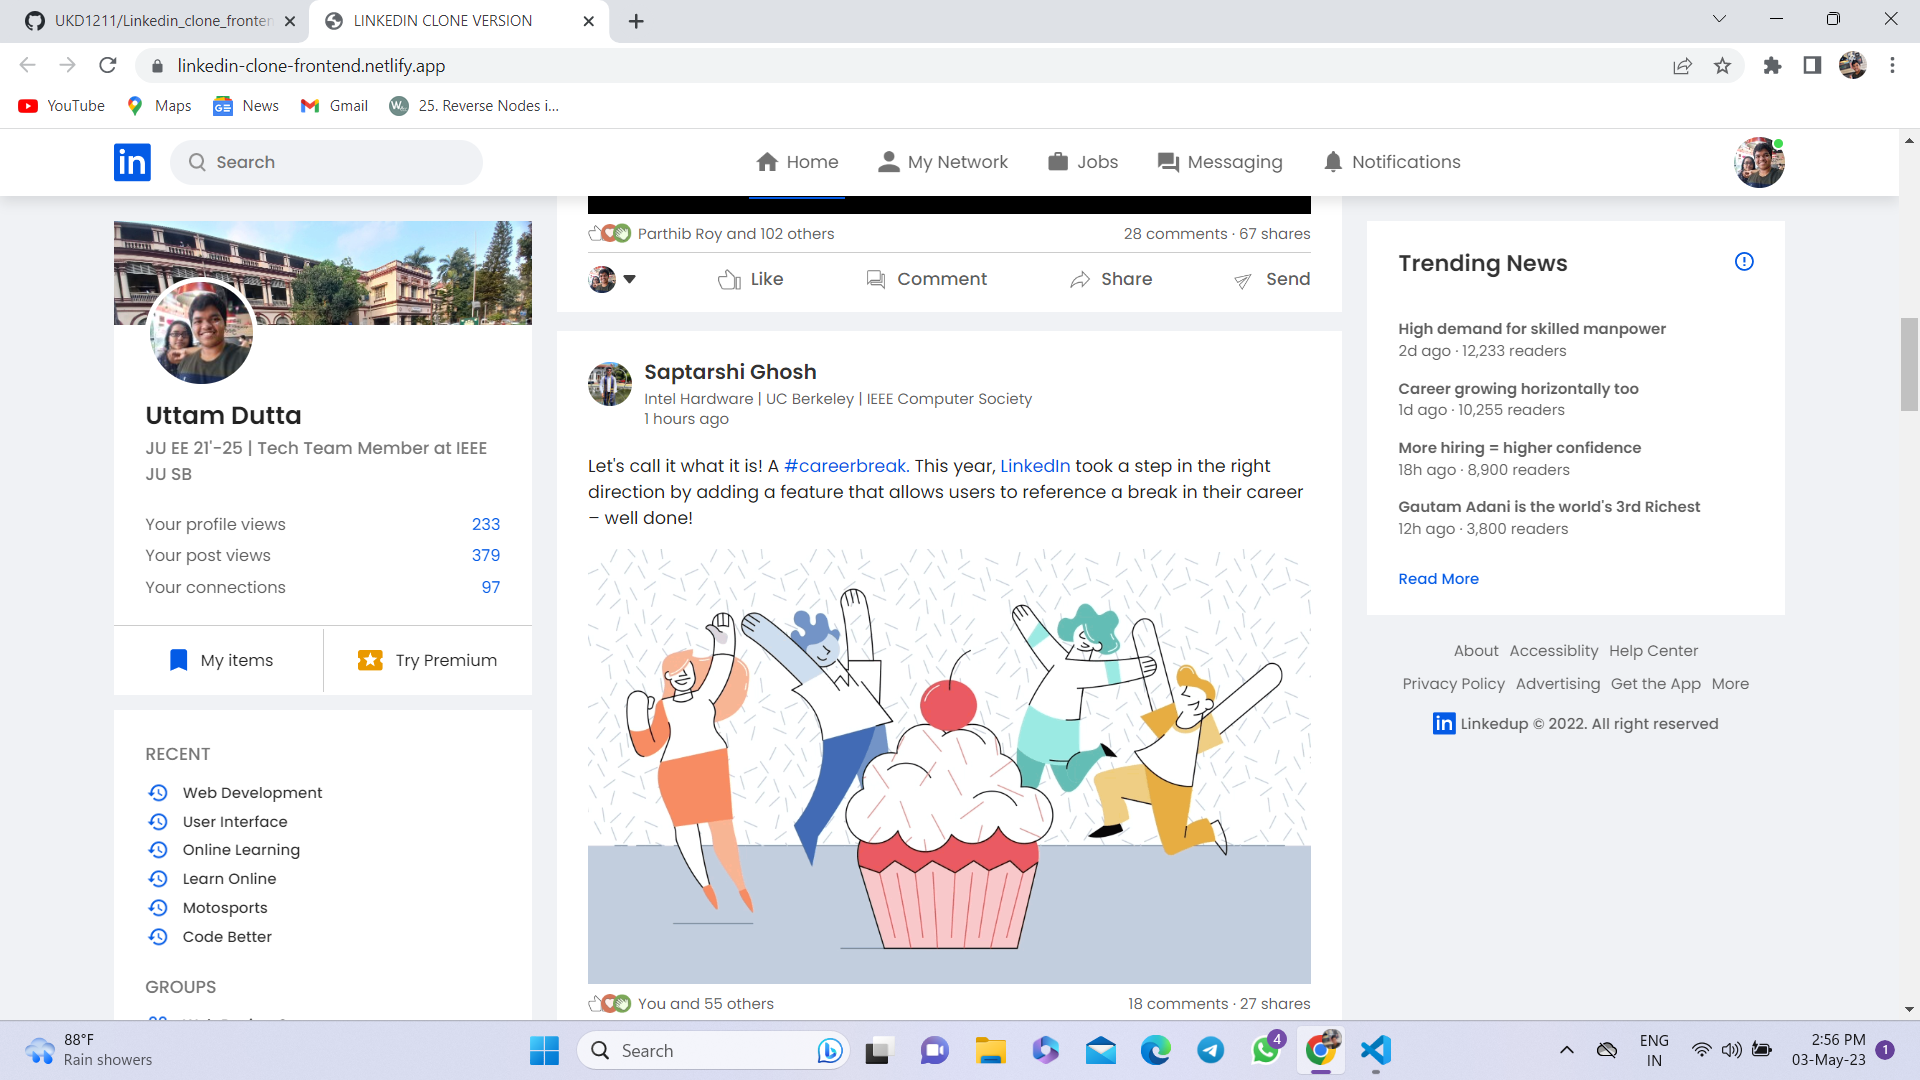 UKD1211/Linkedin_clone_fronten
LINKEDIN CLONE VERSION
linkedin-clone-frontend.netlify.app
YouTube
Maps
News
Gmail
25. Reverse Nodes i...
in
Search
Home
My Network
Jobs
Messaging
Notifications
Uttam Dutta
JU EE 21'-25 | Tech Team Member at IEEE
JU SB
Your profile views 233
Your post views 379
Your connections 97
My items
Try Premium
RECENT
Web Development
User Interface
Online Learning
Learn Online
Motosports
Code Better
GROUPS
Parthib Roy and 102 others
28 comments · 67 shares
Like
Comment
Share
Send
Saptarshi Ghosh
Intel Hardware | UC Berkeley | IEEE Computer Society
1 hours ago
Let's call it what it is! A #careerbreak. This year, LinkedIn took a step in the right
direction by adding a feature that allows users to reference a break in their career
– well done!
You and 55 others
18 comments · 27 shares
Trending News
High demand for skilled manpower
2d ago · 12,233 readers
Career growing horizontally too
1d ago · 10,255 readers
More hiring = higher confidence
18h ago · 8,900 readers
Gautam Adani is the world's 3rd Richest
12h ago · 3,800 readers
Read More
About Accessiblity Help Center
Privacy Policy Advertising Get the App More
in Linkedup © 2022. All right reserved
88°F
Rain showers
Search
4
ENG
IN
2:56 PM
03-May-23
1